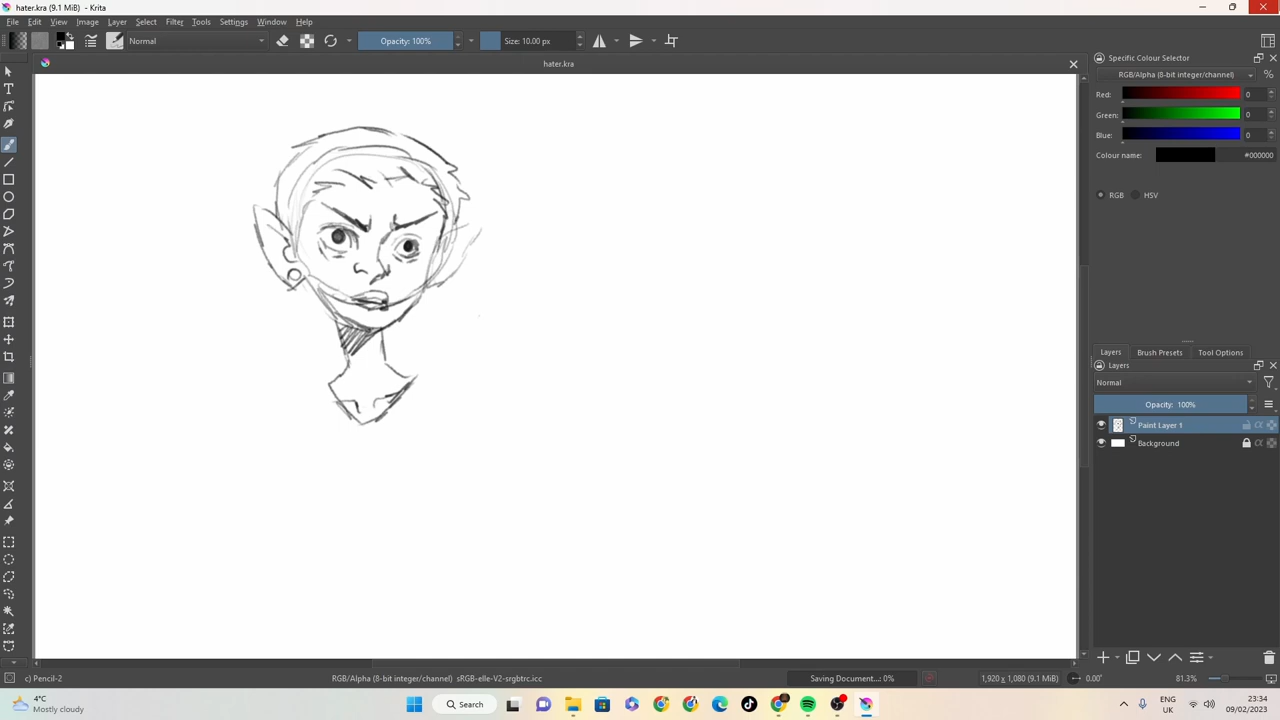 hater.kra (9.1 MiB) - Krita
File Edit View Image Layer Select Filter Tools Settings Window Help
Normal Opacity: 100% Size: 10.00 px
hater.kra
Specific Colour Selector
RGB/Alpha (8-bit integer/channel) %
Red: 0
Green: 0
Blue: 0
Colour name: #000000
RGB HSV
Layers Brush Presets Tool Options
Layers
Normal
Opacity: 100%
Paint Layer 1
Background
c) Pencil-2 RGB/Alpha (8-bit integer/channel) sRGB-elle-V2-srgbtrc.icc Saving Document...: 0% 1,920 x 1,080 (9.1 MiB) 0.00° 81.3%
4°C
Mostly cloudy
Search
ENG
UK
23:34
09/02/2023